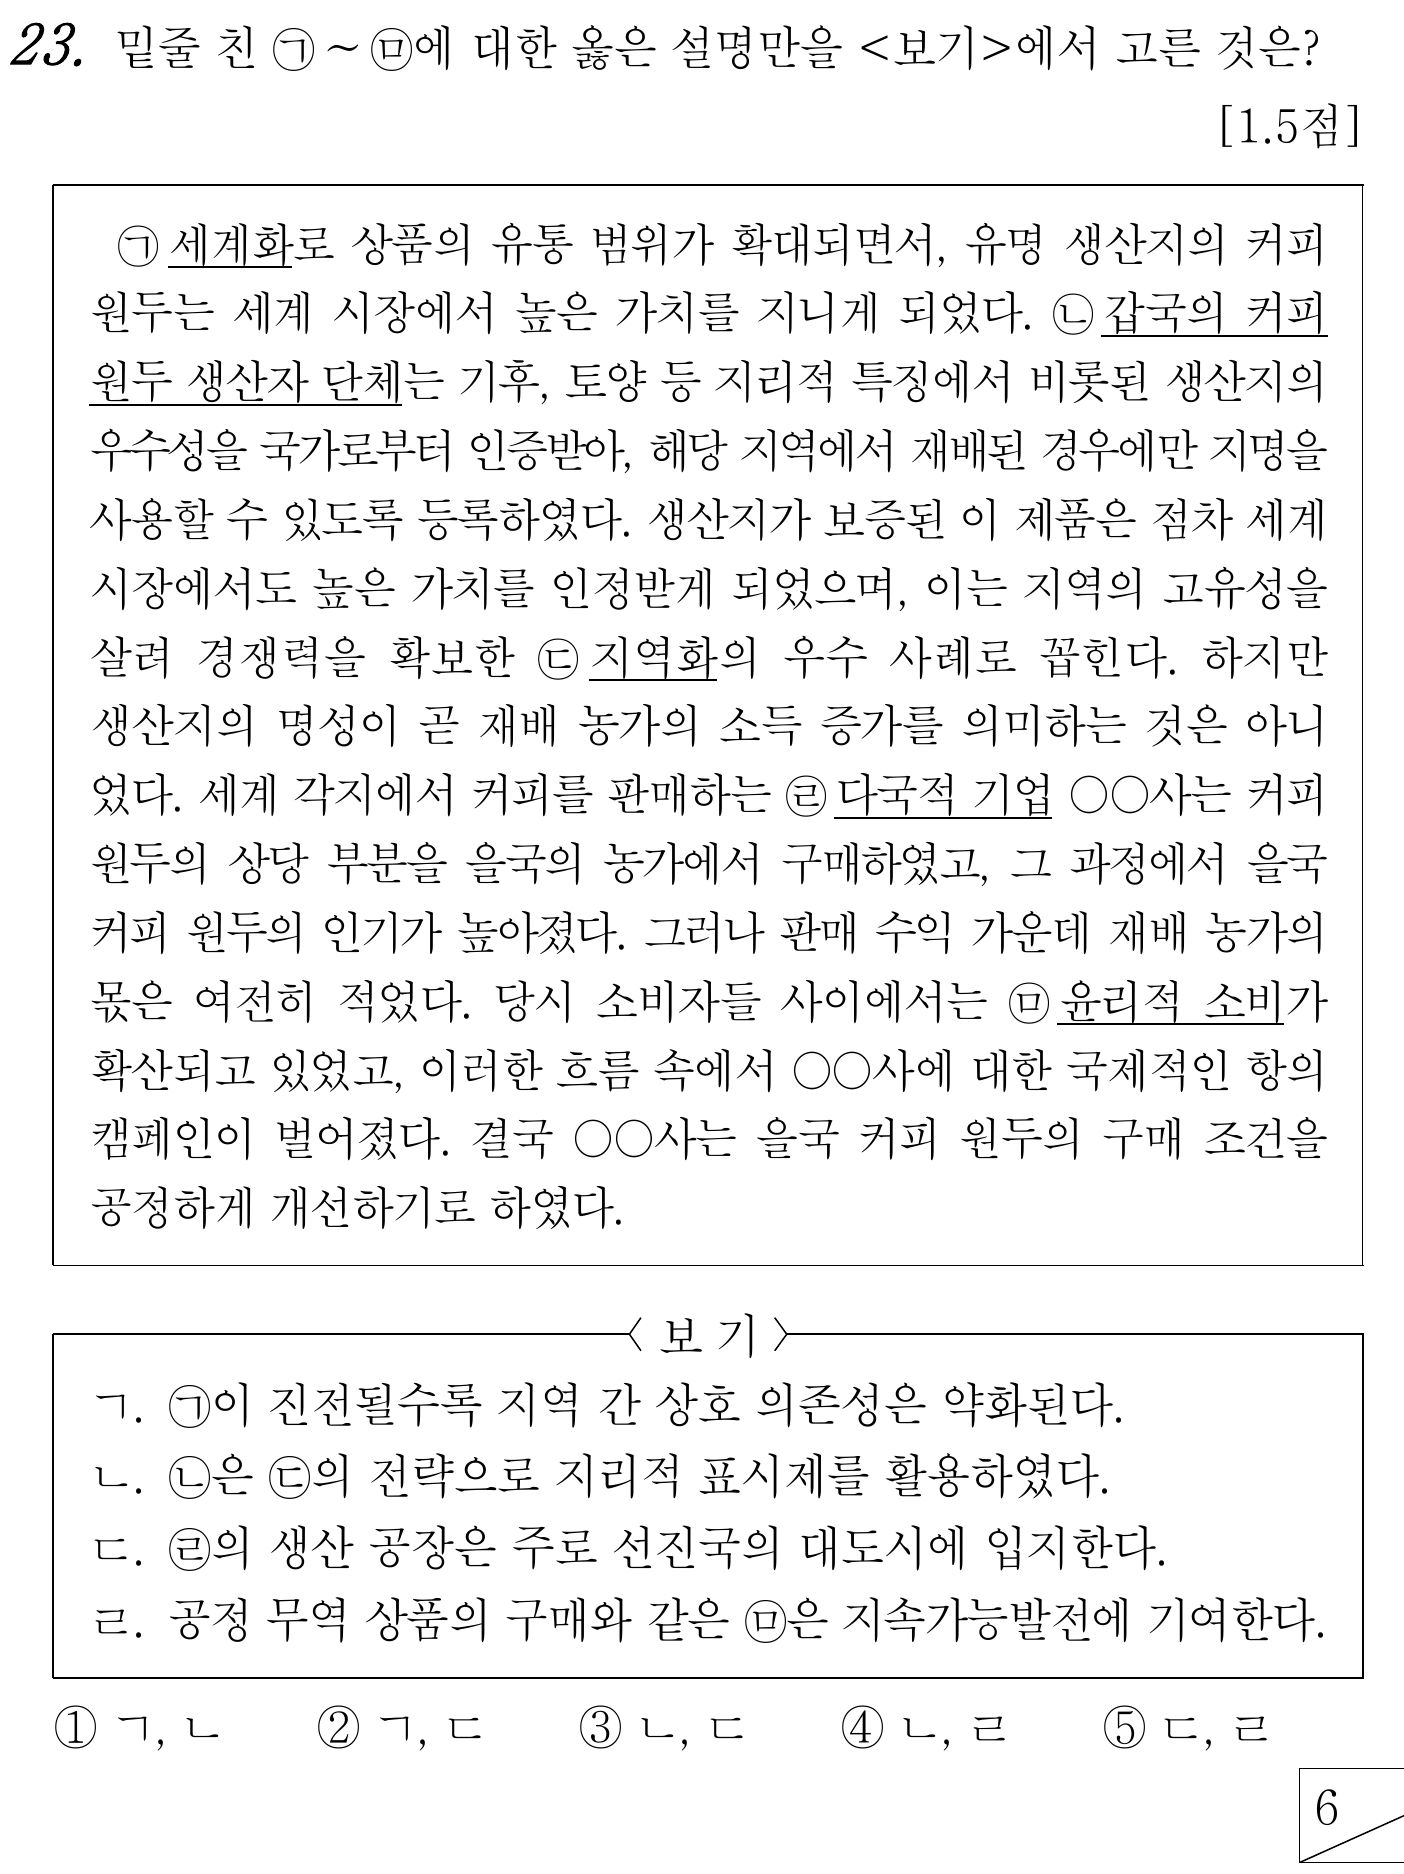 23. 밑줄 친 ㉠~㉤에 대한 옳은 설명만을 <보기>에서 고른 것은?
[1.5점]
㉠ 세계화로 상품의 유통 범위가 확대되면서, 유명 생산지의 커피
원두는 세계 시장에서 높은 가치를 지니게 되었다. ㉡ 갑국의 커피
원두 생산자 단체는 기후, 토양 등 지리적 특징에서 비롯된 생산지의
우수성을 국가로부터 인증받아, 해당 지역에서 재배된 경우에만 지명을
사용할 수 있도록 등록하였다. 생산지가 보증된 이 제품은 점차 세계
시장에서도 높은 가치를 인정받게 되었으며, 이는 지역의 고유성을
살려 경쟁력을 확보한 ㉢ 지역화의 우수 사례로 꼽힌다. 하지만
생산지의 명성이 곧 재배 농가의 소득 증가를 의미하는 것은 아니
었다. 세계 각지에서 커피를 판매하는 ㉣ 다국적 기업 ○○사는 커피
원두의 상당 부분을 을국의 농가에서 구매하였고, 그 과정에서 을국
커피 원두의 인기가 높아졌다. 그러나 판매 수익 가운데 재배 농가의
몫은 여전히 적었다. 당시 소비자들 사이에서는 ㉤ 윤리적 소비가
확산되고 있었고, 이러한 흐름 속에서 ○○사에 대한 국제적인 항의
캠페인이 벌어졌다. 결국 ○○사는 을국 커피 원두의 구매 조건을
공정하게 개선하기로 하였다.
<보 기>
ㄱ. ㉠이 진전될수록 지역 간 상호 의존성은 약화된다.
ㄴ. ㉡은 ㉢의 전략으로 지리적 표시제를 활용하였다.
ㄷ. ㉣의 생산 공장은 주로 선진국의 대도시에 입지한다.
ㄹ. 공정 무역 상품의 구매와 같은 ㉤은 지속가능발전에 기여한다.
① ㄱ, ㄴ ② ㄱ, ㄷ ③ ㄴ, ㄷ ④ ㄴ, ㄹ ⑤ ㄷ, ㄹ
6